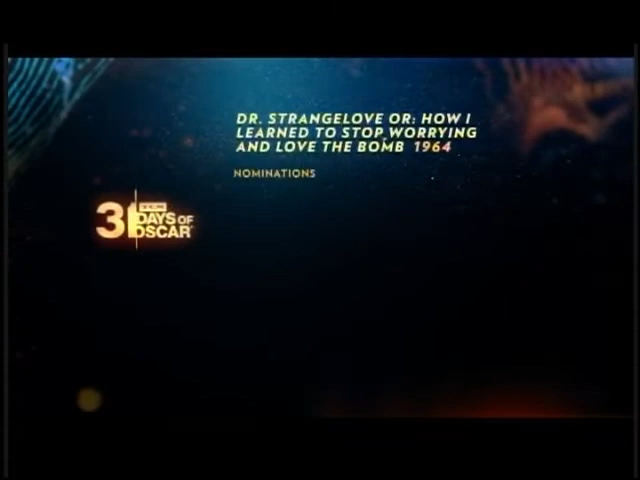 DR. STRANGELOVE OR: HOW I
LEARNED TO STOP WORRYING
AND LOVE THE BOMB 1964
NOMINATIONS
31
DAYS OF
OSCAR